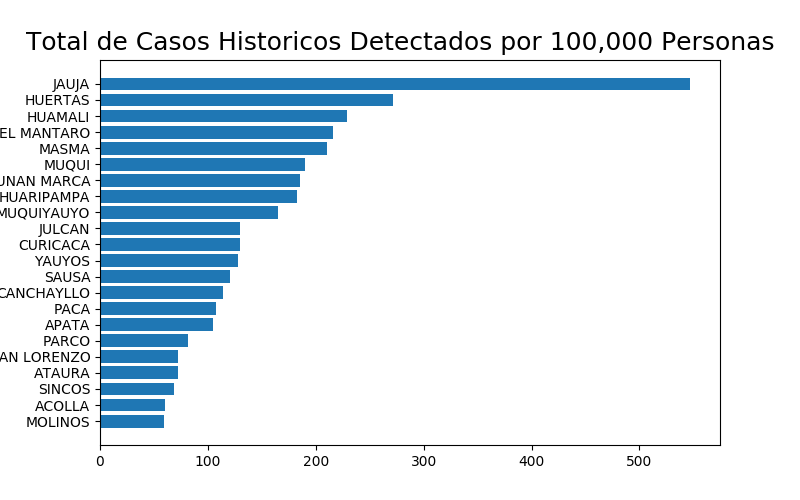 Total de Casos Historicos Detectados por 100,000 Personas
JAUJA
HUERTAS
HUAMALI
EL MANTARO
MASMA
MUQUI
UNAN MARCA
HUARIPAMPA
MUQUIYAUYO
JULCAN
CURICACA
YAUYOS
SAUSA
CANCHAYLLO
PACA
APATA
PARCO
AN LORENZO
ATAURA
SINCOS
ACOLLA
MOLINOS
0 100 200 300 400 500